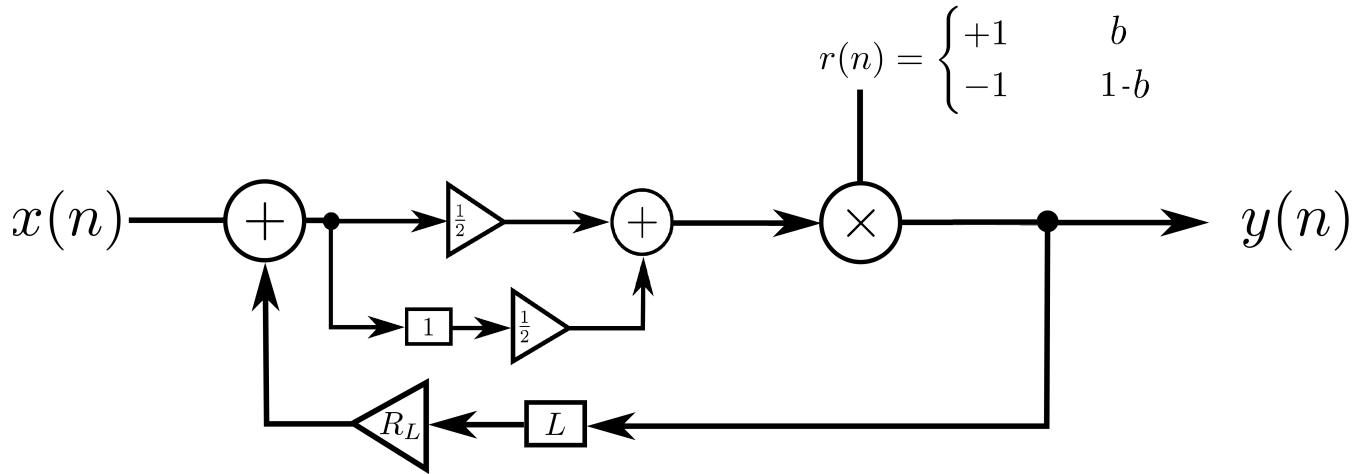 r(n) = { +1 b
−1 1-b
x(n) + 1/2 + × y(n)
1 1/2
R_L L